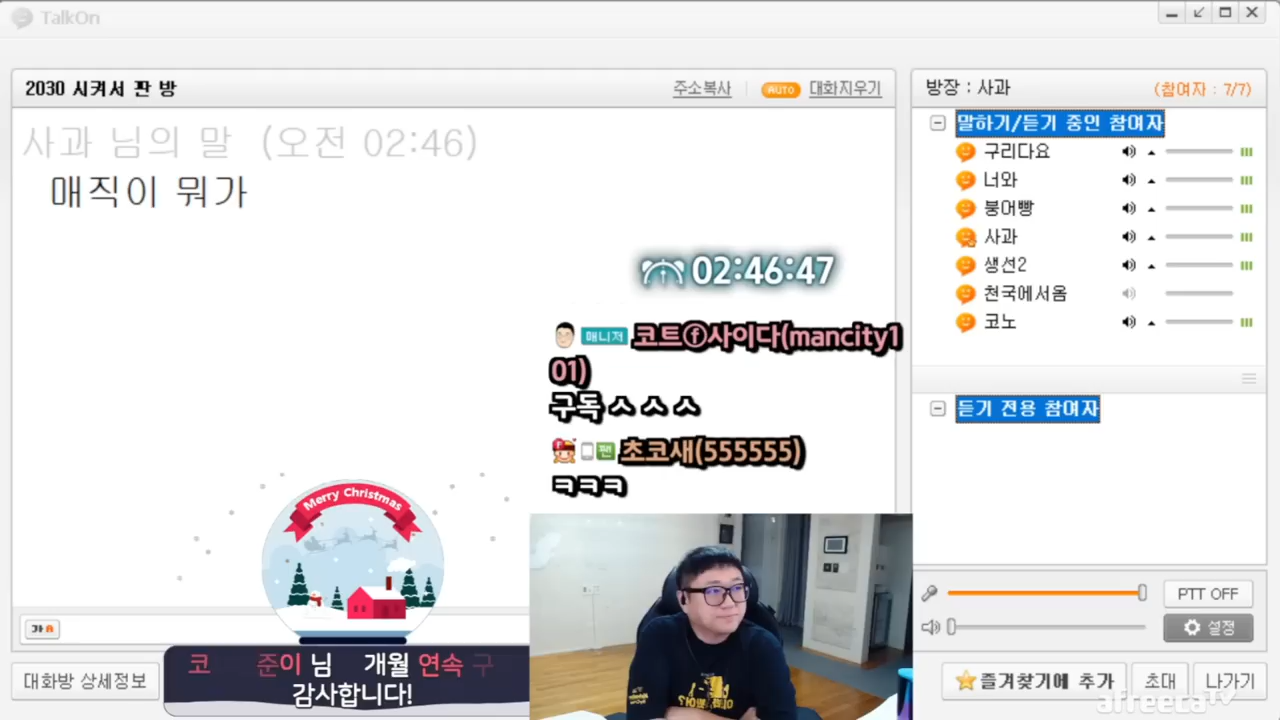 TalkOn
2030 시켜서 판 방
주소복사
AUTO
대화지우기
방장 : 사과
(참여자 : 7/7)
사과 님의 말 (오전 02:46)
매직이 뭐가
말하기/듣기 중인 참여자
구리다요
너와
붕어빵
사과
생선2
천국에서옴
코노
듣기 전용 참여자
02:46:47
매니저 코트ⓕ사이다(mancity1
01)
구독 ㅅ ㅅ ㅅ
팬 초코새(555555)
ㅋㅋㅋ
Merry Christmas
가
코 준이 님 개월 연속 구
감사합니다!
대화방 상세정보
PTT OFF
설정
즐겨찾기에 추가
초대
나가기
afreecaTV